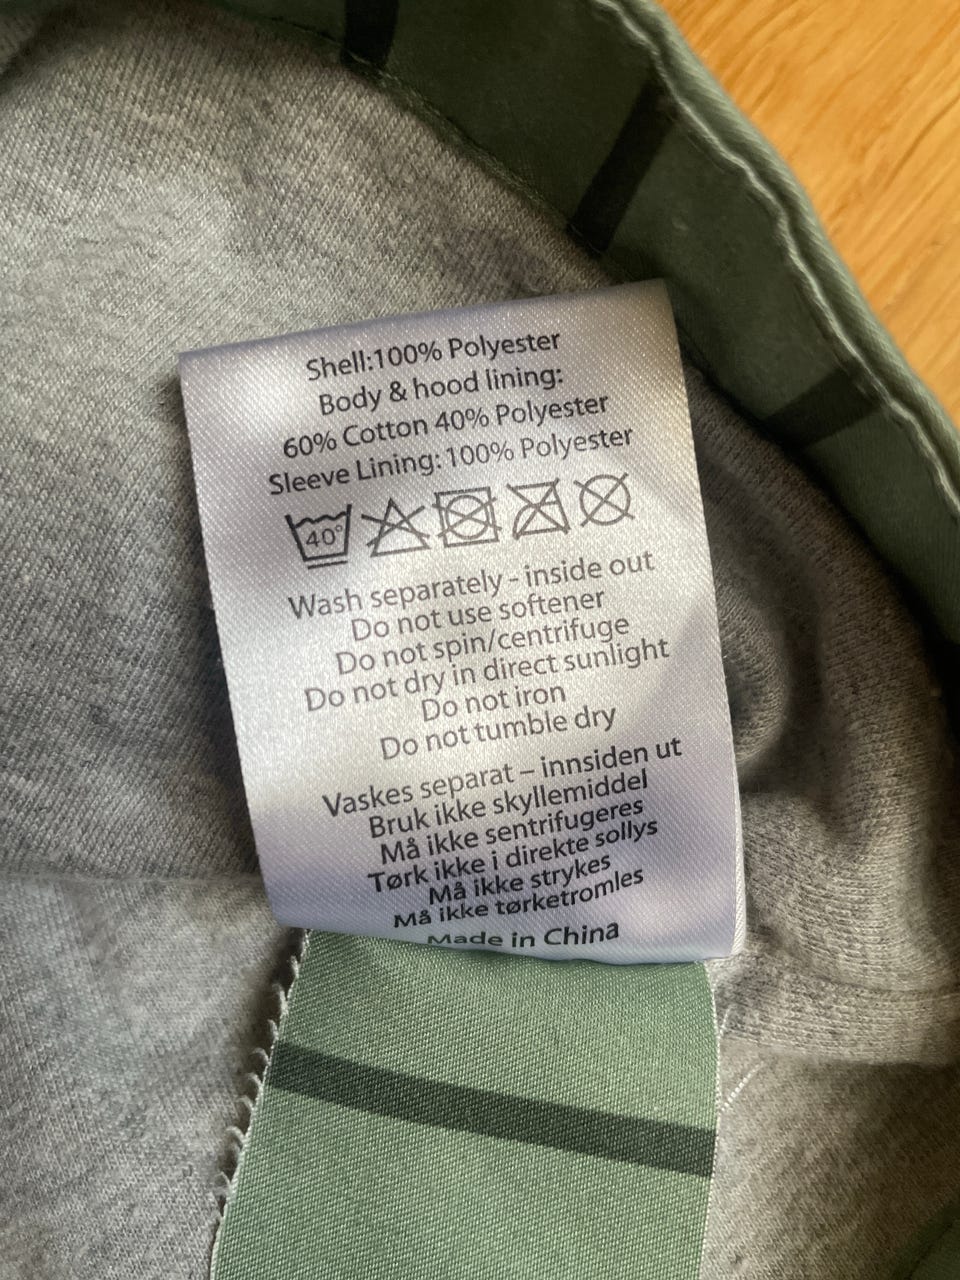 Shell:100% Polyester
Body & hood lining:
60% Cotton 40% Polyester
Sleeve Lining: 100% Polyester
40°
Wash separately - inside out
Do not use softener
Do not spin/centrifuge
Do not dry in direct sunlight
Do not iron
Do not tumble dry
Vaskes separat – innsiden ut
Bruk ikke skyllemiddel
Må ikke sentrifugeres
Tørk ikke i direkte sollys
Må ikke strykes
Må ikke tørketromles
Made in China